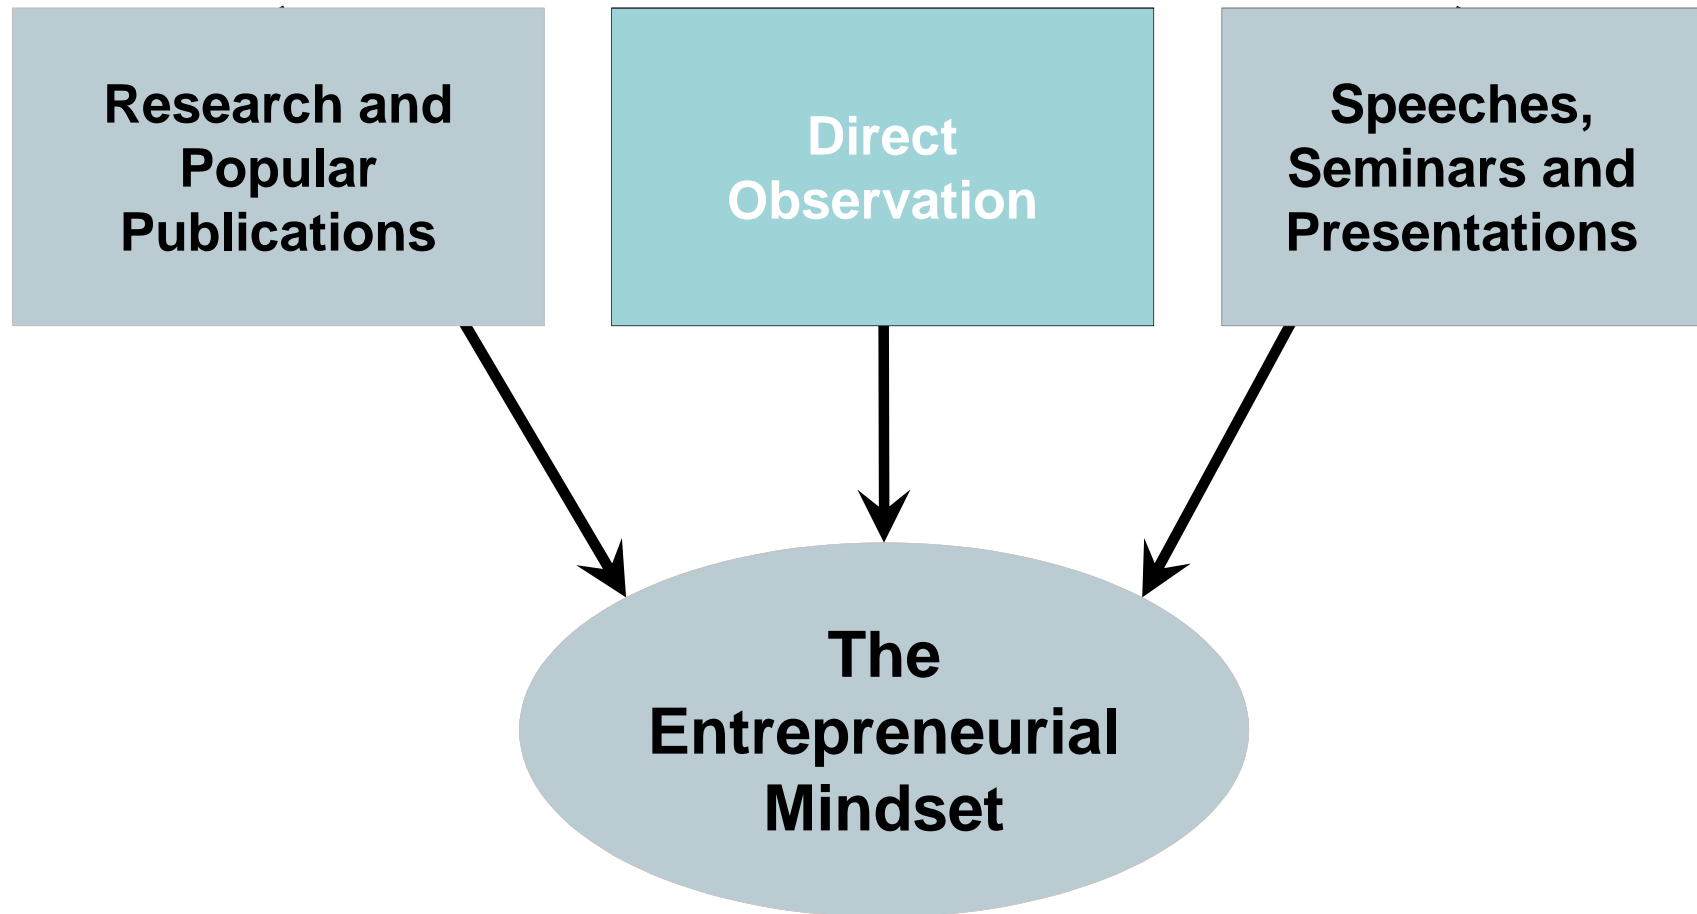 Research and
Popular
Publications
Direct
Observation
Speeches,
Seminars and
Presentations
The
Entrepreneurial
Mindset